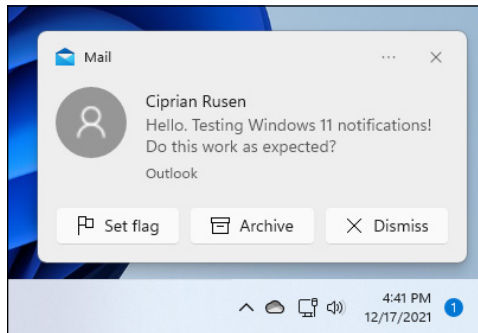 Mail
Ciprian Rusen
Hello. Testing Windows 11 notifications!
Do this work as expected?
Outlook
Set flag Archive Dismiss
4:41 PM
12/17/2021 1